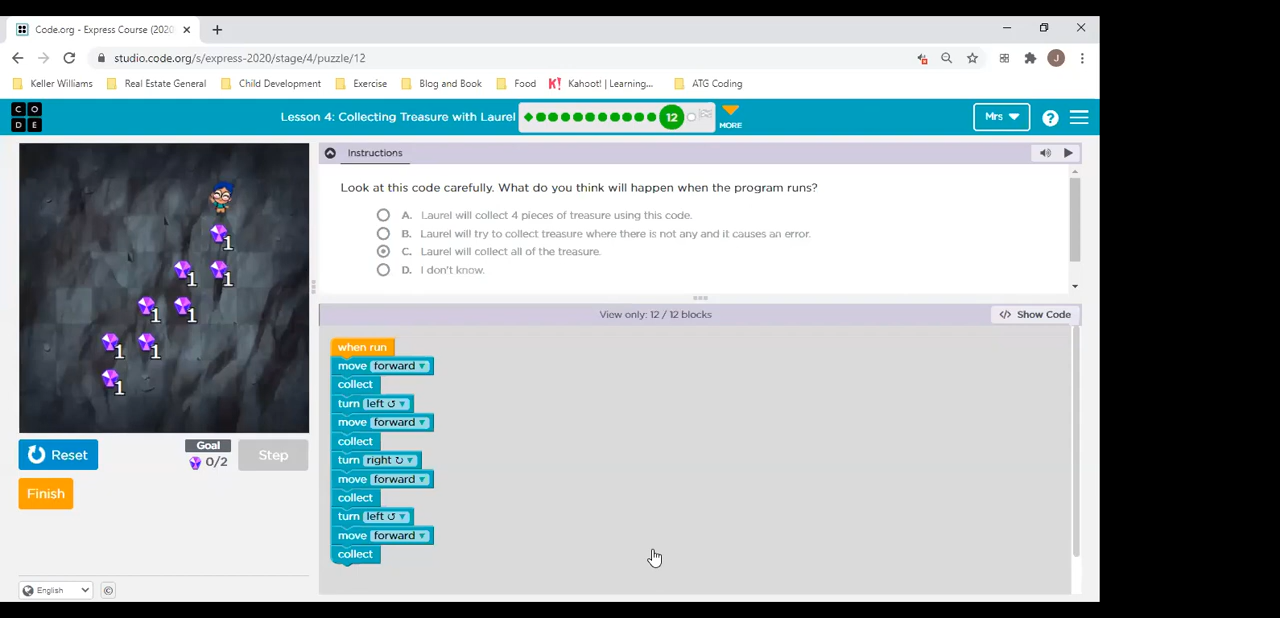 Code.org - Express Course (2020
studio.code.org/s/express-2020/stage/4/puzzle/12
J
Keller Williams Real Estate General Child Development Exercise Blog and Book Food K! Kahoot! | Learning... ATG Coding
C O
D E
Lesson 4: Collecting Treasure with Laurel 12 MORE Mrs ?
Instructions
Look at this code carefully. What do you think will happen when the program runs?
A. Laurel will collect 4 pieces of treasure using this code.
B. Laurel will try to collect treasure where there is not any and it causes an error.
C. Laurel will collect all of the treasure.
D. I don't know.
1
1 1
1 1
1 1
1
View only: 12 / 12 blocks
</> Show Code
when run
move forward
collect
turn left
move forward
collect
turn right
move forward
collect
turn left
move forward
collect
Reset
Goal
0/2
Step
Finish
English ©